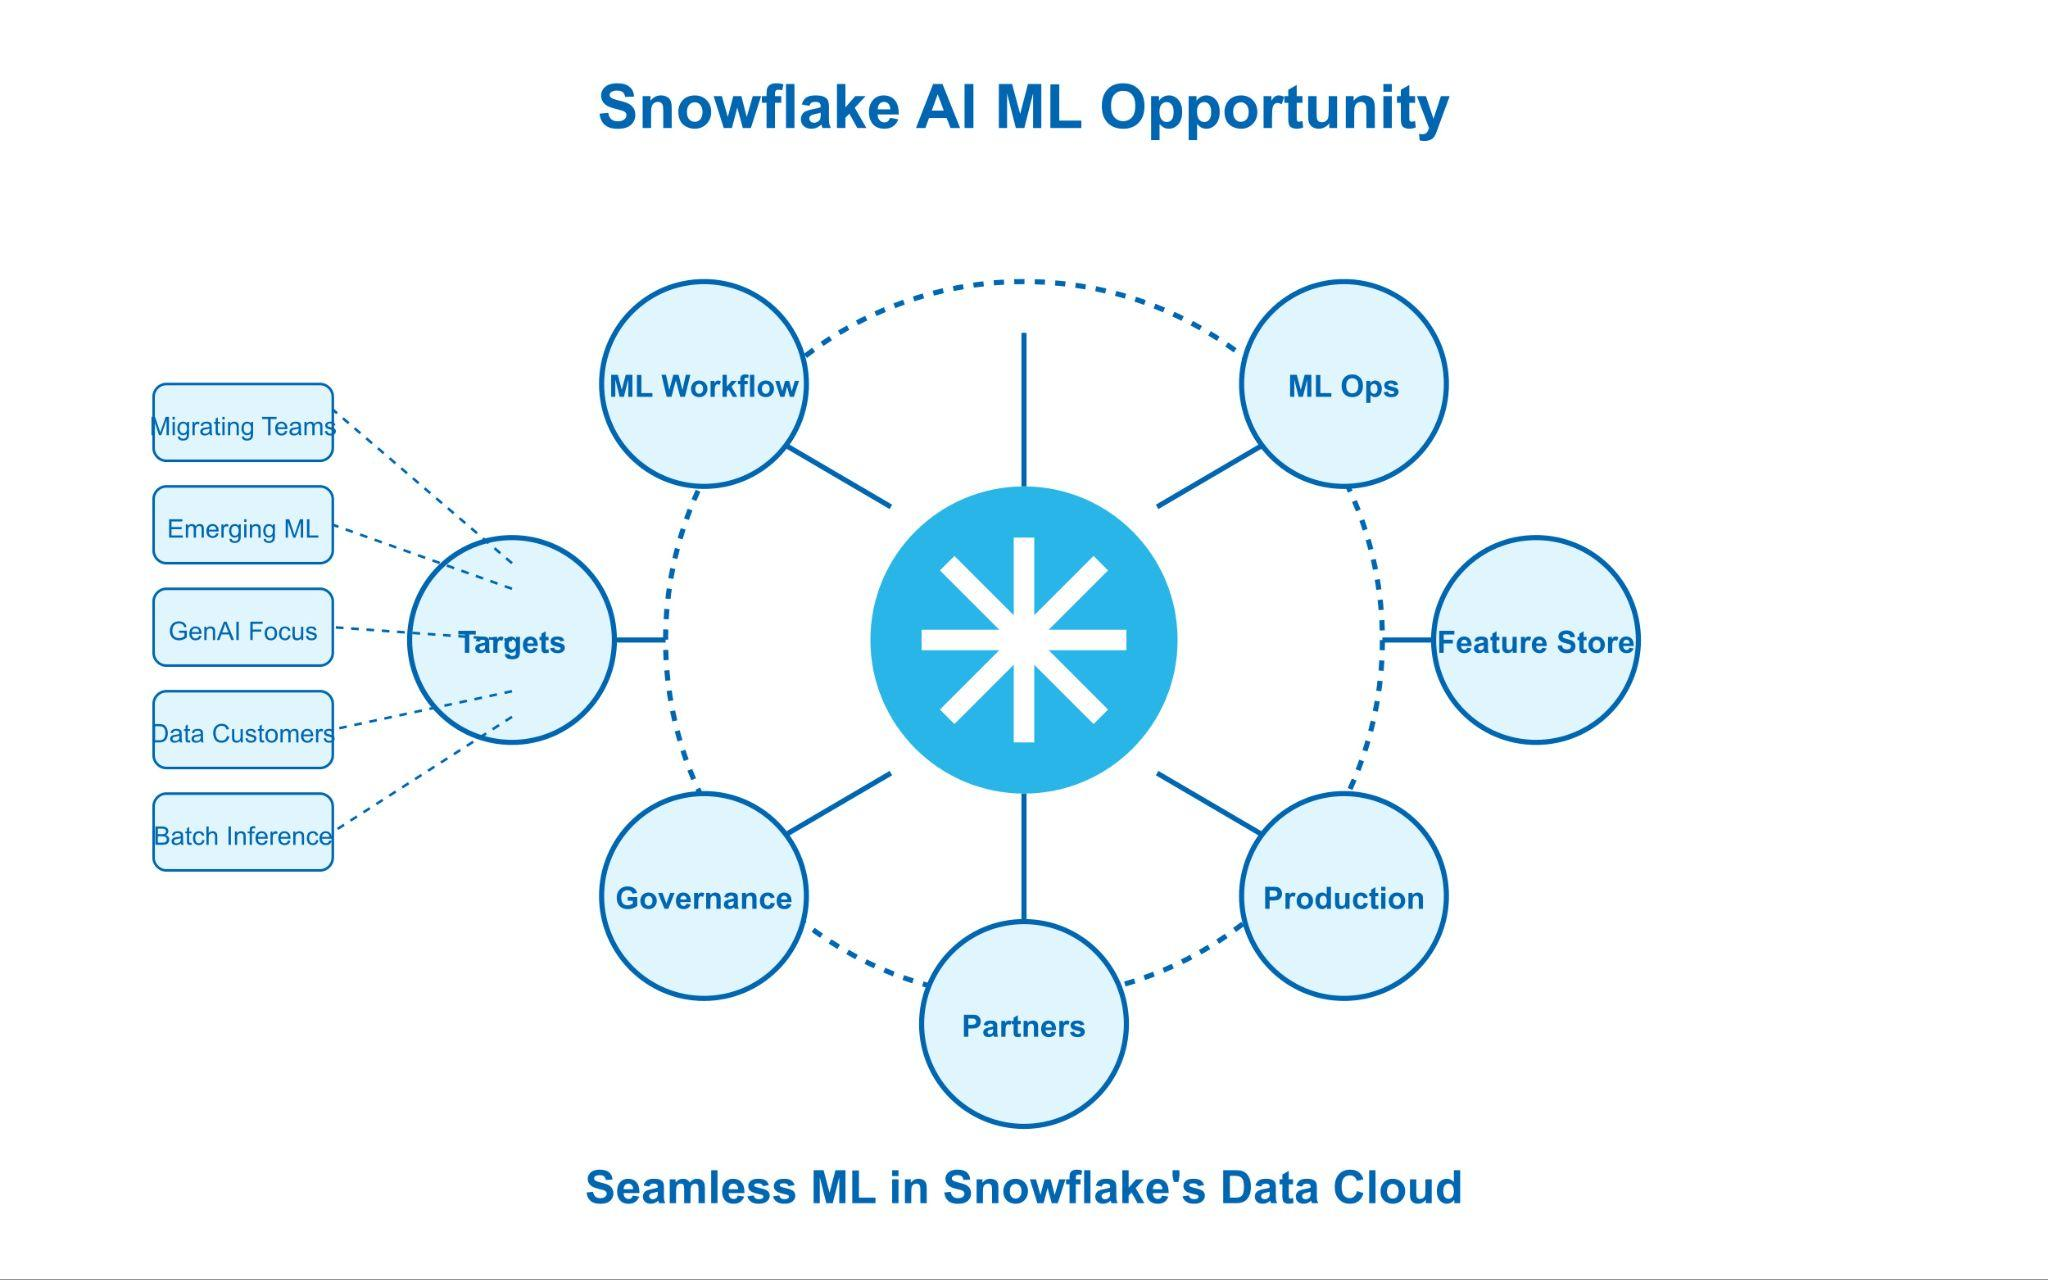 Snowflake AI ML Opportunity
ML Workflow
ML Ops
Migrating Teams
Emerging ML
GenAI Focus
Data Customers
Batch Inference
Targets
Feature Store
Governance
Production
Partners
Seamless ML in Snowflake's Data Cloud